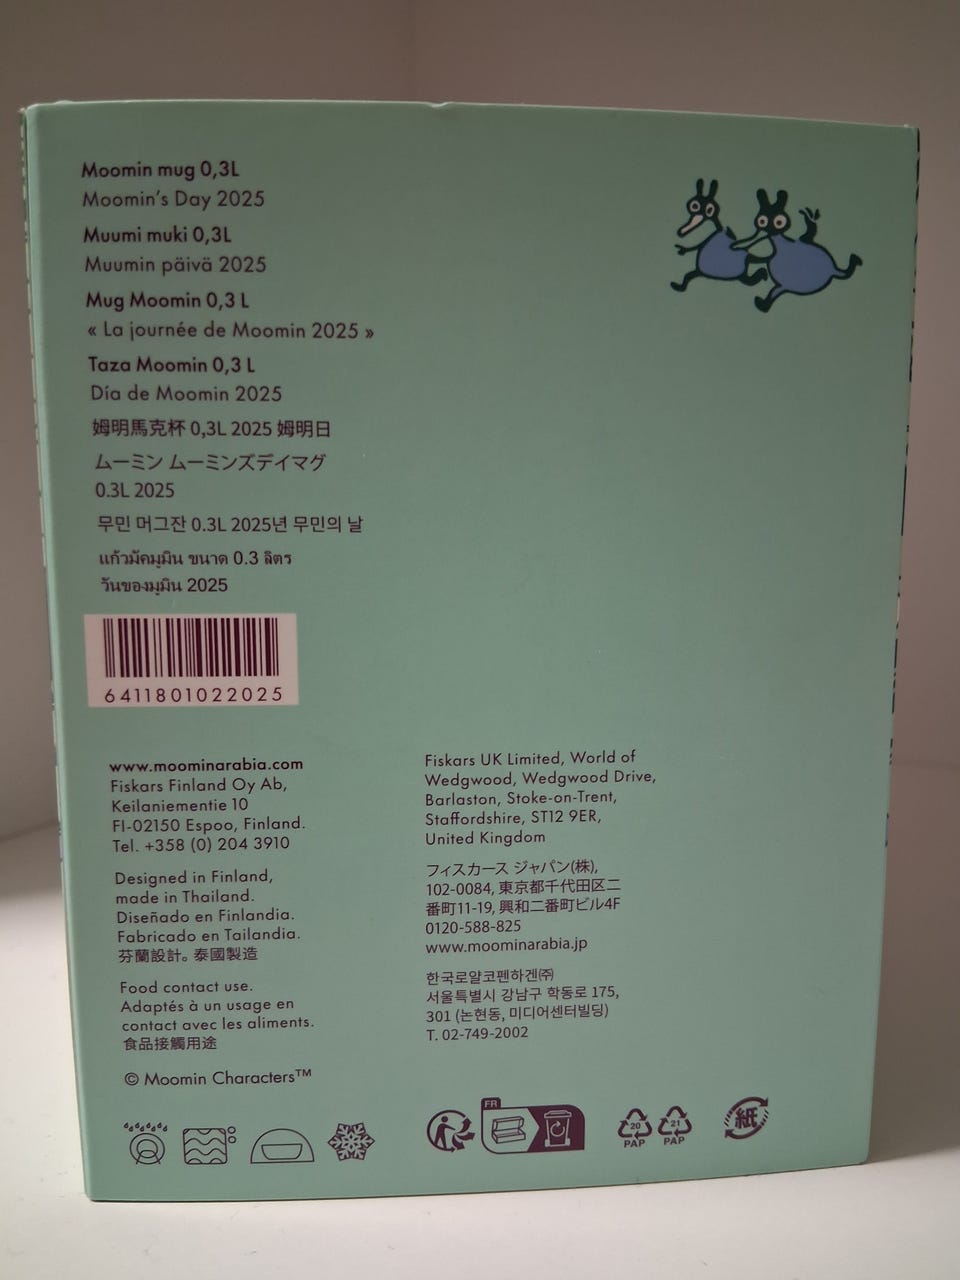 Moomin mug 0,3L
Moomin's Day 2025
Muumi muki 0,3L
Muumin päivä 2025
Mug Moomin 0,3 L
« La journée de Moomin 2025 »
Taza Moomin 0,3 L
Día de Moomin 2025
姆明馬克杯 0,3L 2025 姆明日
ムーミン ムーミンズデイマグ
0.3L 2025
무민 머그잔 0.3L 2025년 무민의 날
แก้วมัคมูมิน ขนาด 0.3 ลิตร
วันของมูมิน 2025
6411801022025
www.moominarabia.com
Fiskars Finland Oy Ab,
Keilaniementie 10
FI-02150 Espoo, Finland.
Tel. +358 (0) 204 3910
Designed in Finland,
made in Thailand.
Diseñado en Finlandia.
Fabricado en Tailandia.
芬蘭設計。泰國製造
Food contact use.
Adaptés à un usage en
contact avec les aliments.
食品接觸用途
© Moomin Characters™
Fiskars UK Limited, World of
Wedgwood, Wedgwood Drive,
Barlaston, Stoke-on-Trent,
Staffordshire, ST12 9ER,
United Kingdom
フィスカース ジャパン(株),
102-0084, 東京都千代田区二
番町11-19, 興和二番町ビル4F
0120-588-825
www.moominarabia.jp
한국로얄코펜하겐㈜
서울특별시 강남구 학동로 175,
301 (논현동, 미디어센터빌딩)
T. 02-749-2002
FR
20
PAP
21
PAP
紙